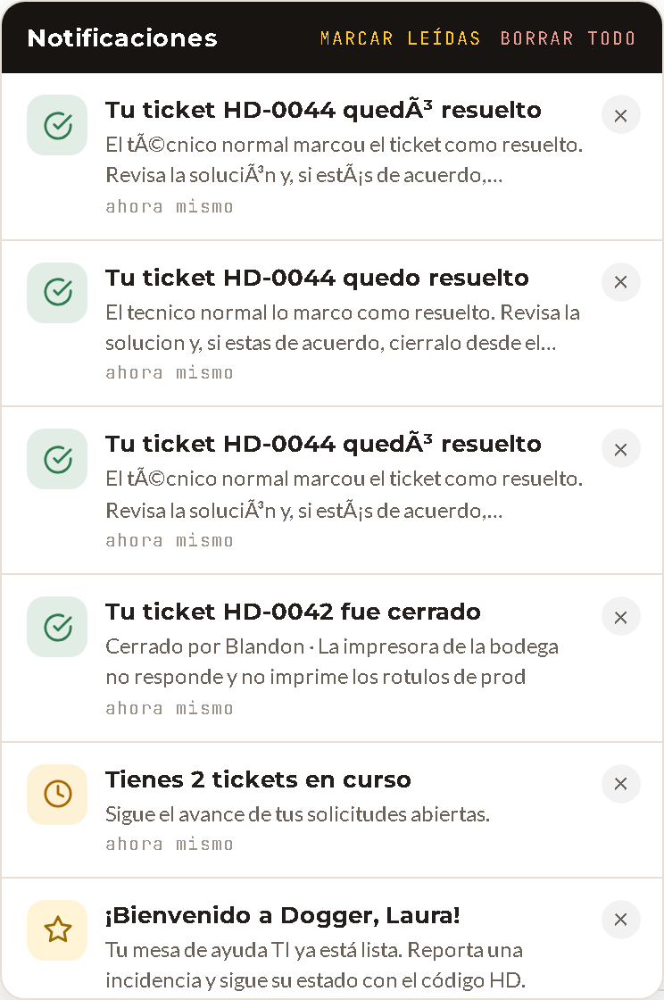 Notificaciones MARCAR LEÍDAS BORRAR TODO
Tu ticket HD-0044 quedÃ³ resuelto
El tÃ©cnico normal marcou el ticket como resuelto.
Revisa la soluciÃ³n y, si estÃ¡s de acuerdo,...
ahora mismo
Tu ticket HD-0044 quedo resuelto
El tecnico normal lo marco como resuelto. Revisa la
solucion y, si estas de acuerdo, cierralo desde el...
ahora mismo
Tu ticket HD-0044 quedÃ³ resuelto
El tÃ©cnico normal marcou el ticket como resuelto.
Revisa la soluciÃ³n y, si estÃ¡s de acuerdo,...
ahora mismo
Tu ticket HD-0042 fue cerrado
Cerrado por Blandon · La impresora de la bodega
no responde y no imprime los rotulos de prod
ahora mismo
Tienes 2 tickets en curso
Sigue el avance de tus solicitudes abiertas.
ahora mismo
¡Bienvenido a Dogger, Laura!
Tu mesa de ayuda TI ya está lista. Reporta una
incidencia y sigue su estado con el código HD.